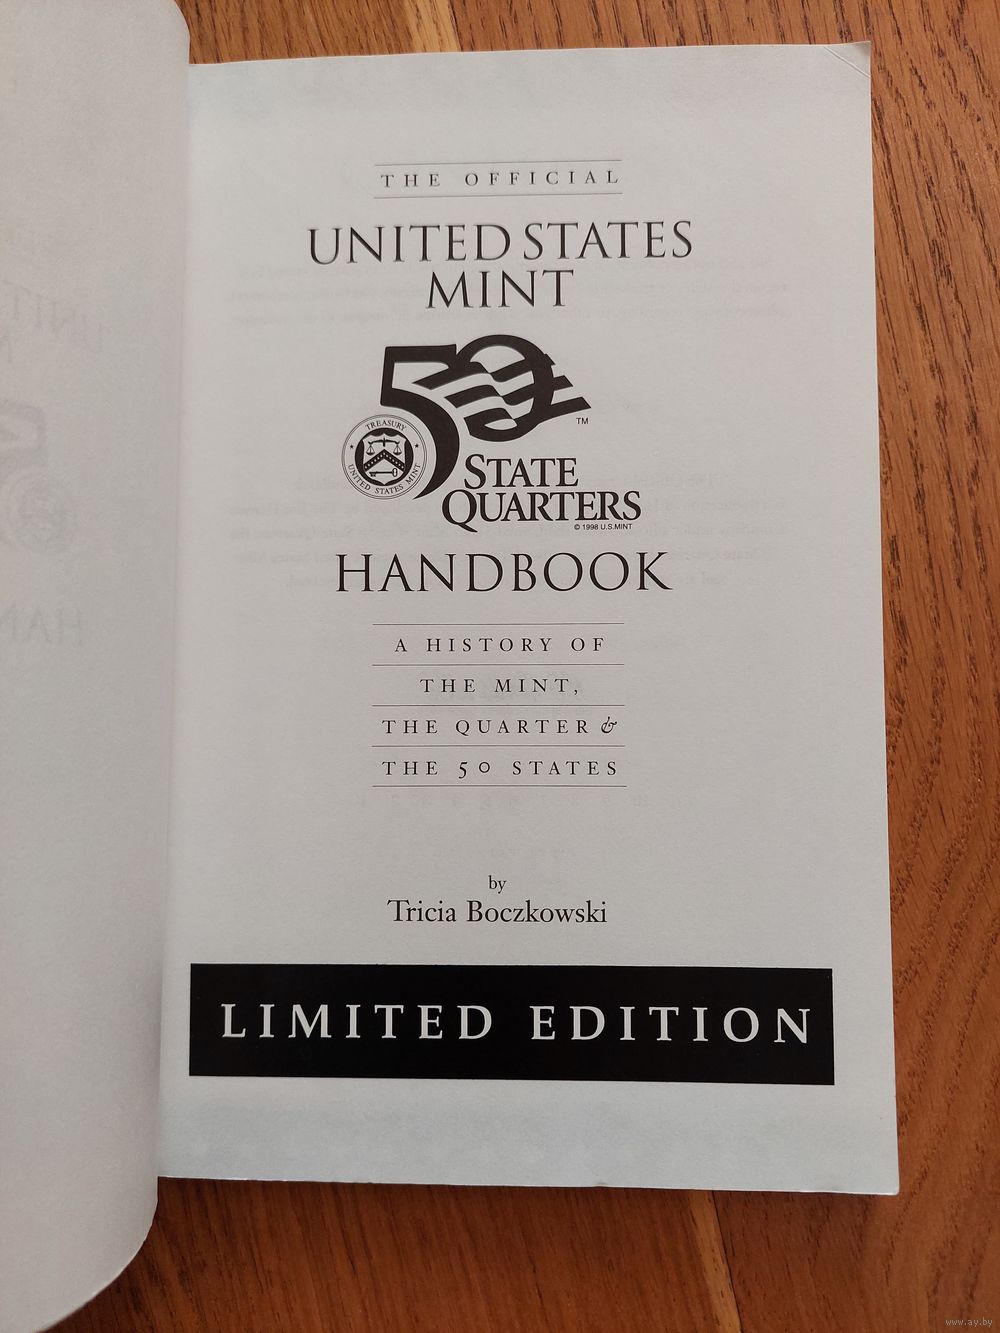 THE OFFICIAL
UNITED STATES
MINT
50
TM
TREASURY
UNITED STATES MINT
STATE
QUARTERS
© 1998 U.S. MINT
HANDBOOK
A HISTORY OF
THE MINT,
THE QUARTER &
THE 50 STATES
by
Tricia Boczkowski
LIMITED EDITION
www.ay.by